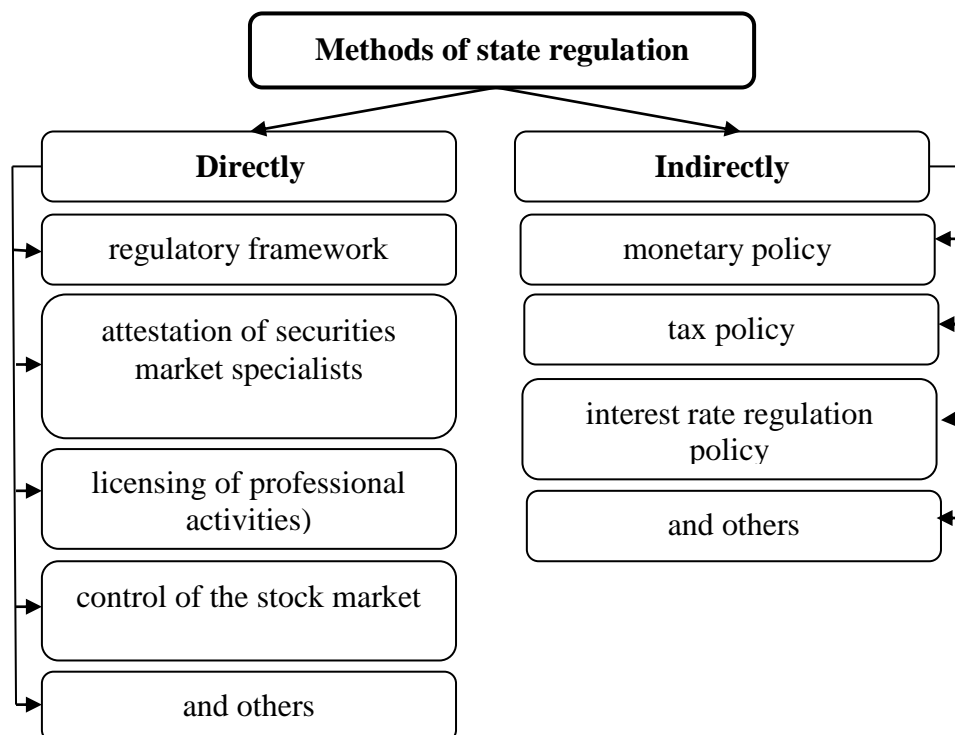 Methods of state regulation
Directly
regulatory framework
attestation of securities
market specialists
licensing of professional
activities)
control of the stock market
and others
Indirectly
monetary policy
tax policy
interest rate regulation
policy
and others